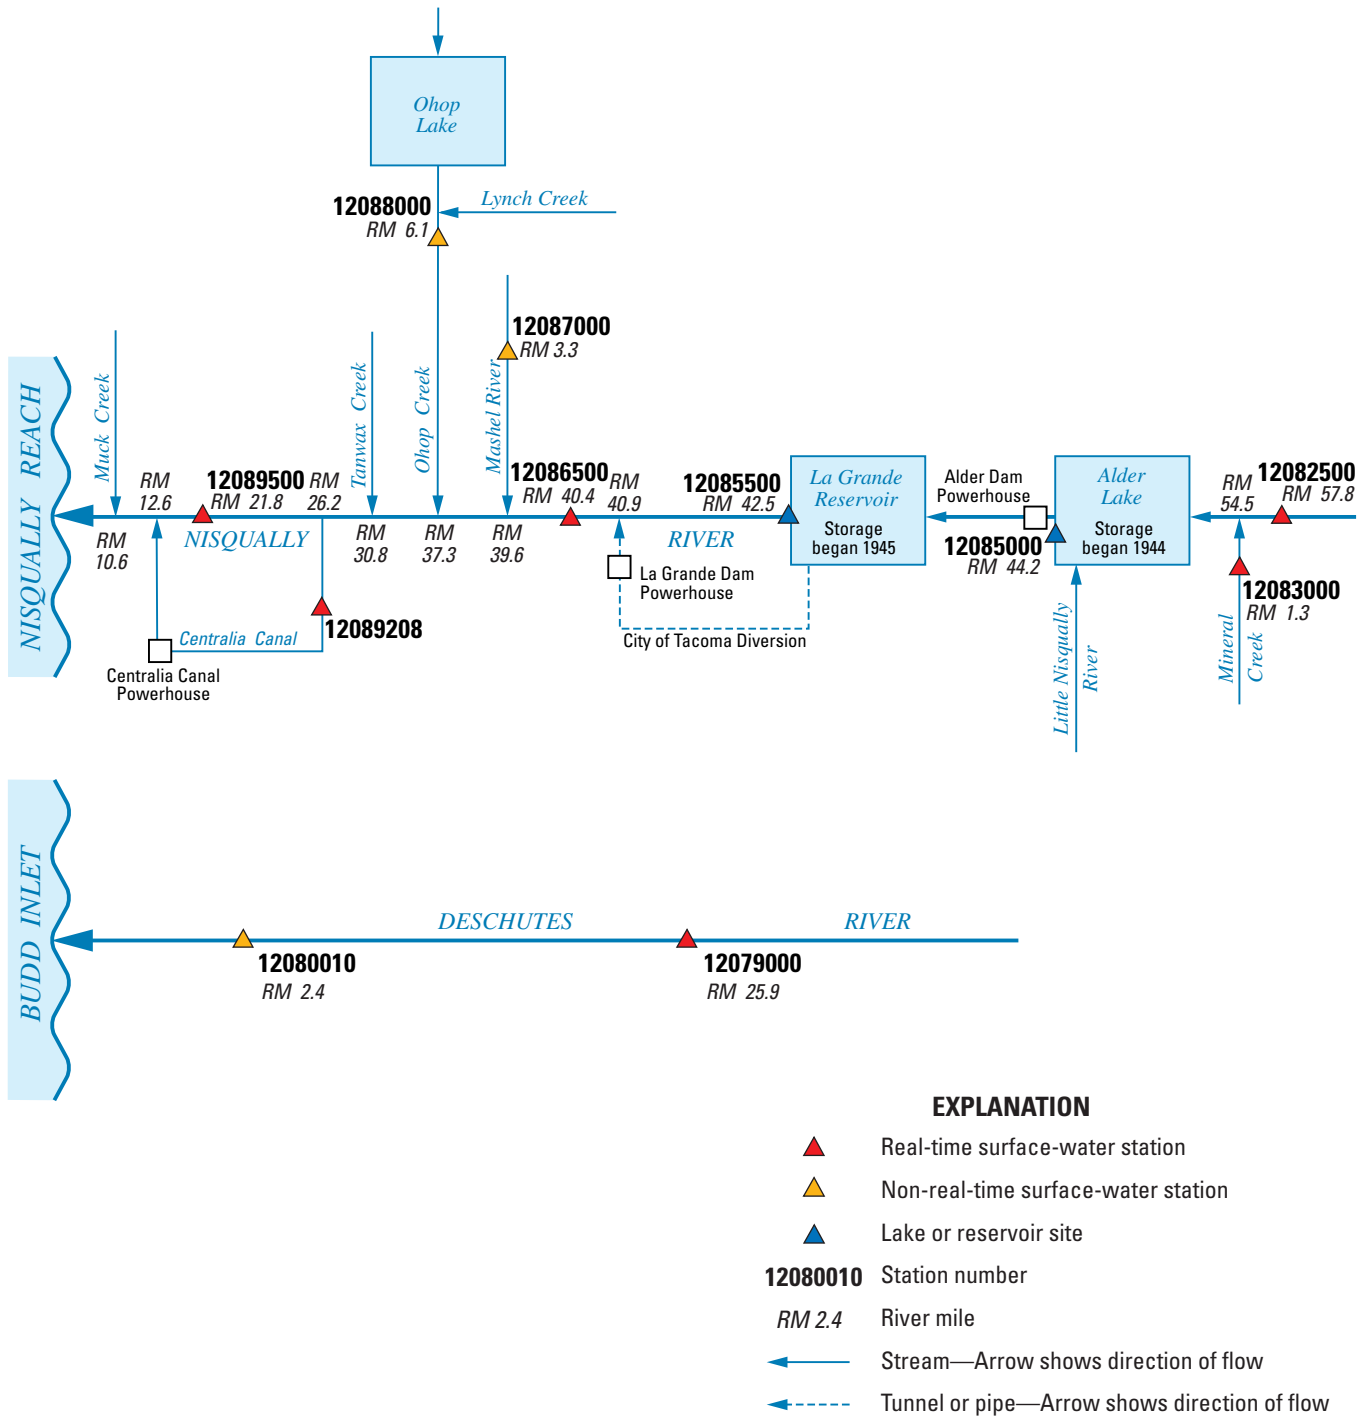 Ohop
Lake
12088000
RM 6.1
Lynch Creek
12087000
RM 3.3
NISQUALLY REACH
Muck Creek
Tanwax Creek
Ohop Creek
Mashel River
RM
12.6
12089500
RM 21.8
RM
26.2
12086500
RM 40.4
RM
40.9
12085500
RM 42.5
La Grande
Reservoir
Storage
began 1945
Alder Dam
Powerhouse
Alder
Lake
Storage
began 1944
RM
54.5
12082500
RM 57.8
RM
10.6
NISQUALLY
RM
30.8
RM
37.3
RM
39.6
RIVER
12085000
RM 44.2
La Grande Dam
Powerhouse
12083000
RM 1.3
12089208
Centralia Canal
City of Tacoma Diversion
Centralia Canal
Powerhouse
Little Nisqually
River
Mineral
Creek
BUDD INLET
DESCHUTES
RIVER
12080010
RM 2.4
12079000
RM 25.9
EXPLANATION
Real-time surface-water station
Non-real-time surface-water station
Lake or reservoir site
12080010 Station number
RM 2.4 River mile
Stream—Arrow shows direction of flow
Tunnel or pipe—Arrow shows direction of flow